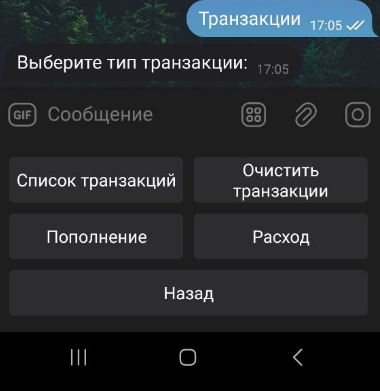 Транзакции 17:05
Выберите тип транзакции: 17:05
GIF Сообщение
Список транзакций
Очистить
транзакции
Пополнение
Расход
Назад